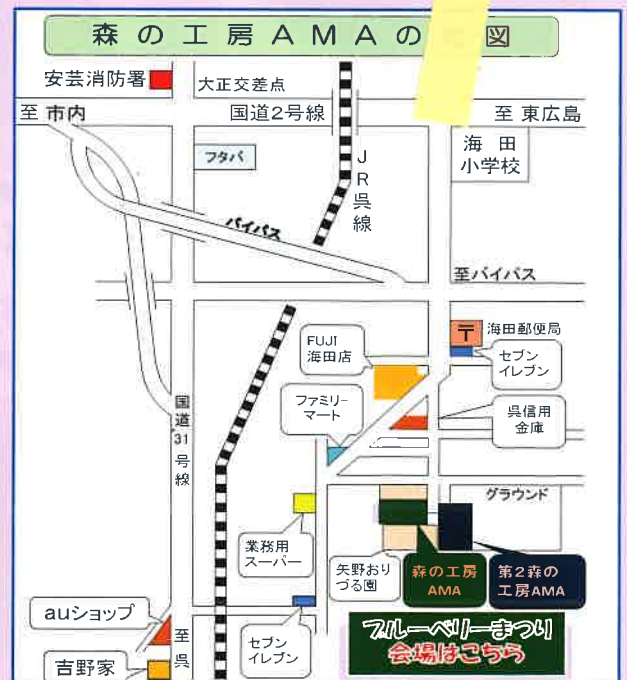 森の工房AMAの 図
安芸消防署
大正交差点
至 市内
国道2号線
至 東広島
海田
小学校
フタバ
JR呉線
バイパス
至バイパス
〒
海田郵便局
FUJI
海田店
セブン
イレブン
ファミリー
マート
呉信用
金庫
国道31号線
グラウンド
業務用
スーパー
矢野おり
づる園
森の工房
AMA
第2森の
工房AMA
auショップ
至呉
セブン
イレブン
ブルーベリーまつり
会場はこちら
吉野家